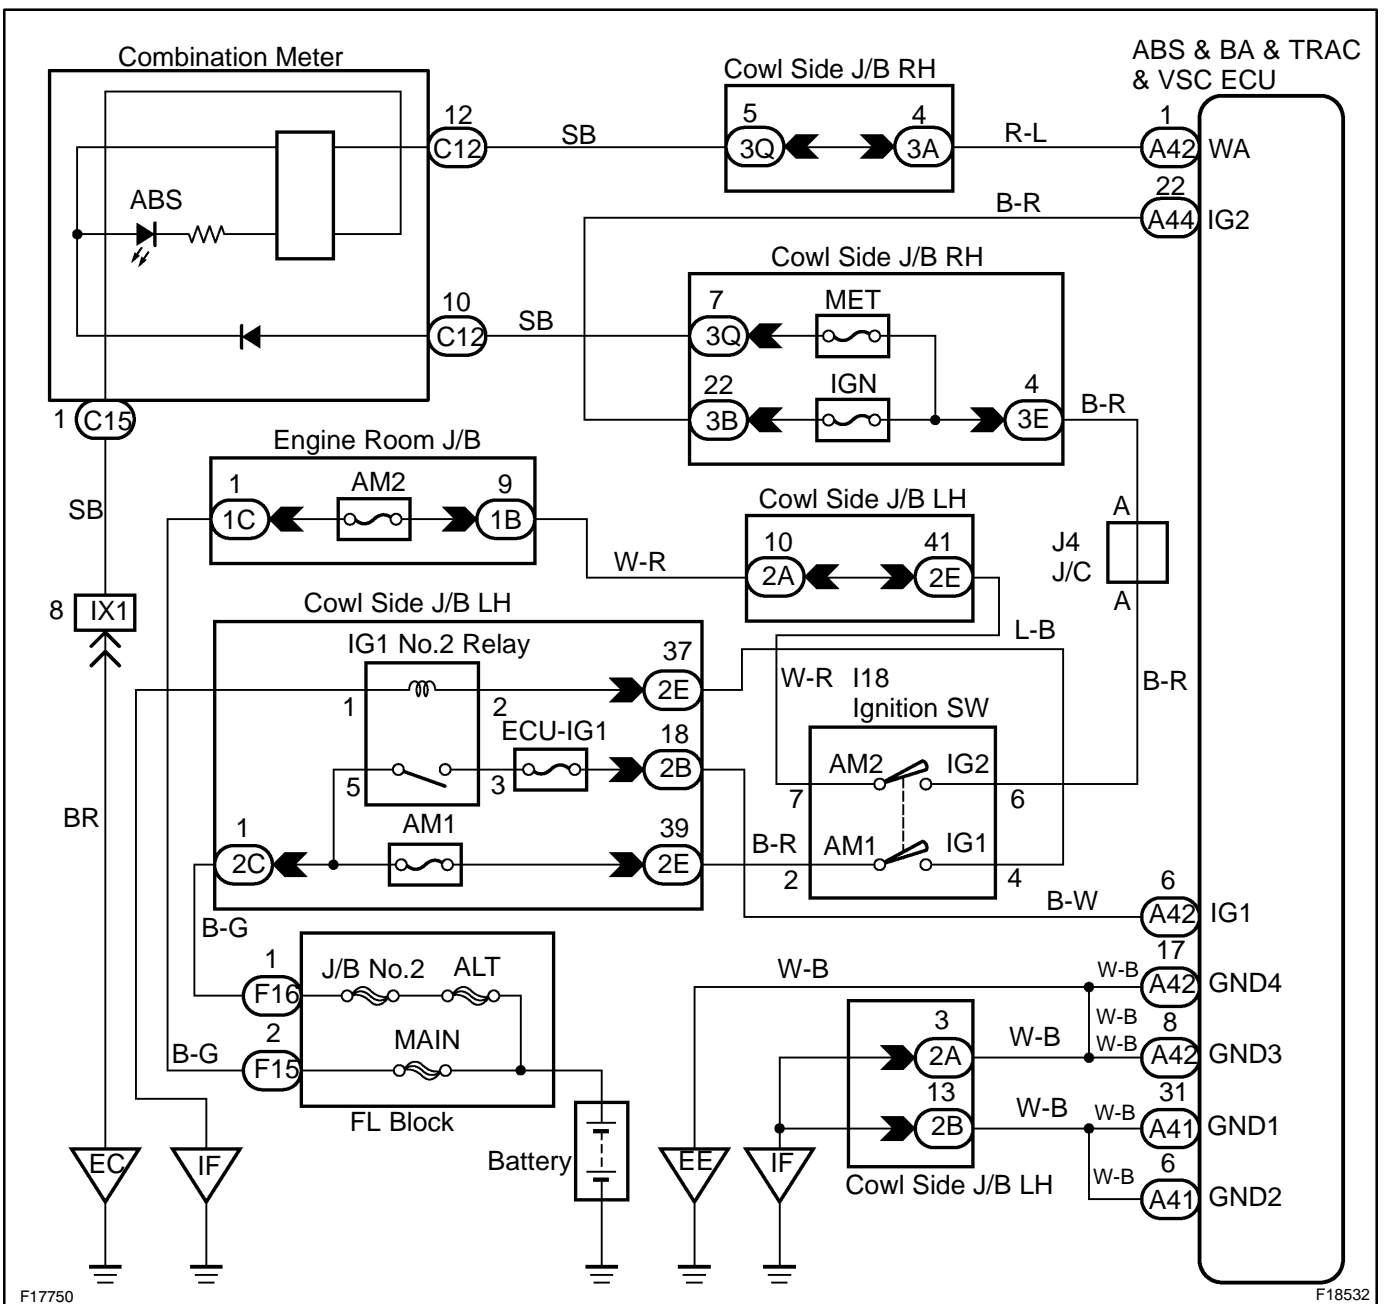 ABS & BA & TRAC
& VSC ECU
Combination Meter
Cowl Side J/B RH
12
C12
SB
5
3Q
4
3A
R-L
1
A42
WA
ABS
B-R
22
A44
IG2
Cowl Side J/B RH
10
C12
SB
7
3Q
MET
22
3B
IGN
4
3E
B-R
1
C15
Engine Room J/B
SB
1
1C
AM2
9
1B
W-R
Cowl Side J/B LH
10
2A
41
2E
A
J4
J/C
A
8
IX1
Cowl Side J/B LH
IG1 No.2 Relay
37
2E
L-B
1
2
W-R
I18
Ignition SW
B-R
ECU-IG1
18
2B
5
3
AM2
IG2
7
6
BR
1
2C
AM1
39
2E
B-R
AM1
IG1
2
4
B-W
6
A42
IG1
B-G
1
F16
J/B No.2
ALT
W-B
W-B
17
A42
GND4
2
F15
B-G
MAIN
3
2A
W-B
W-B
W-B
8
A42
GND3
FL Block
13
2B
W-B
W-B
31
A41
GND1
EC
IF
Battery
EE
IF
Cowl Side J/B LH
W-B
6
A41
GND2
F17750
F18532